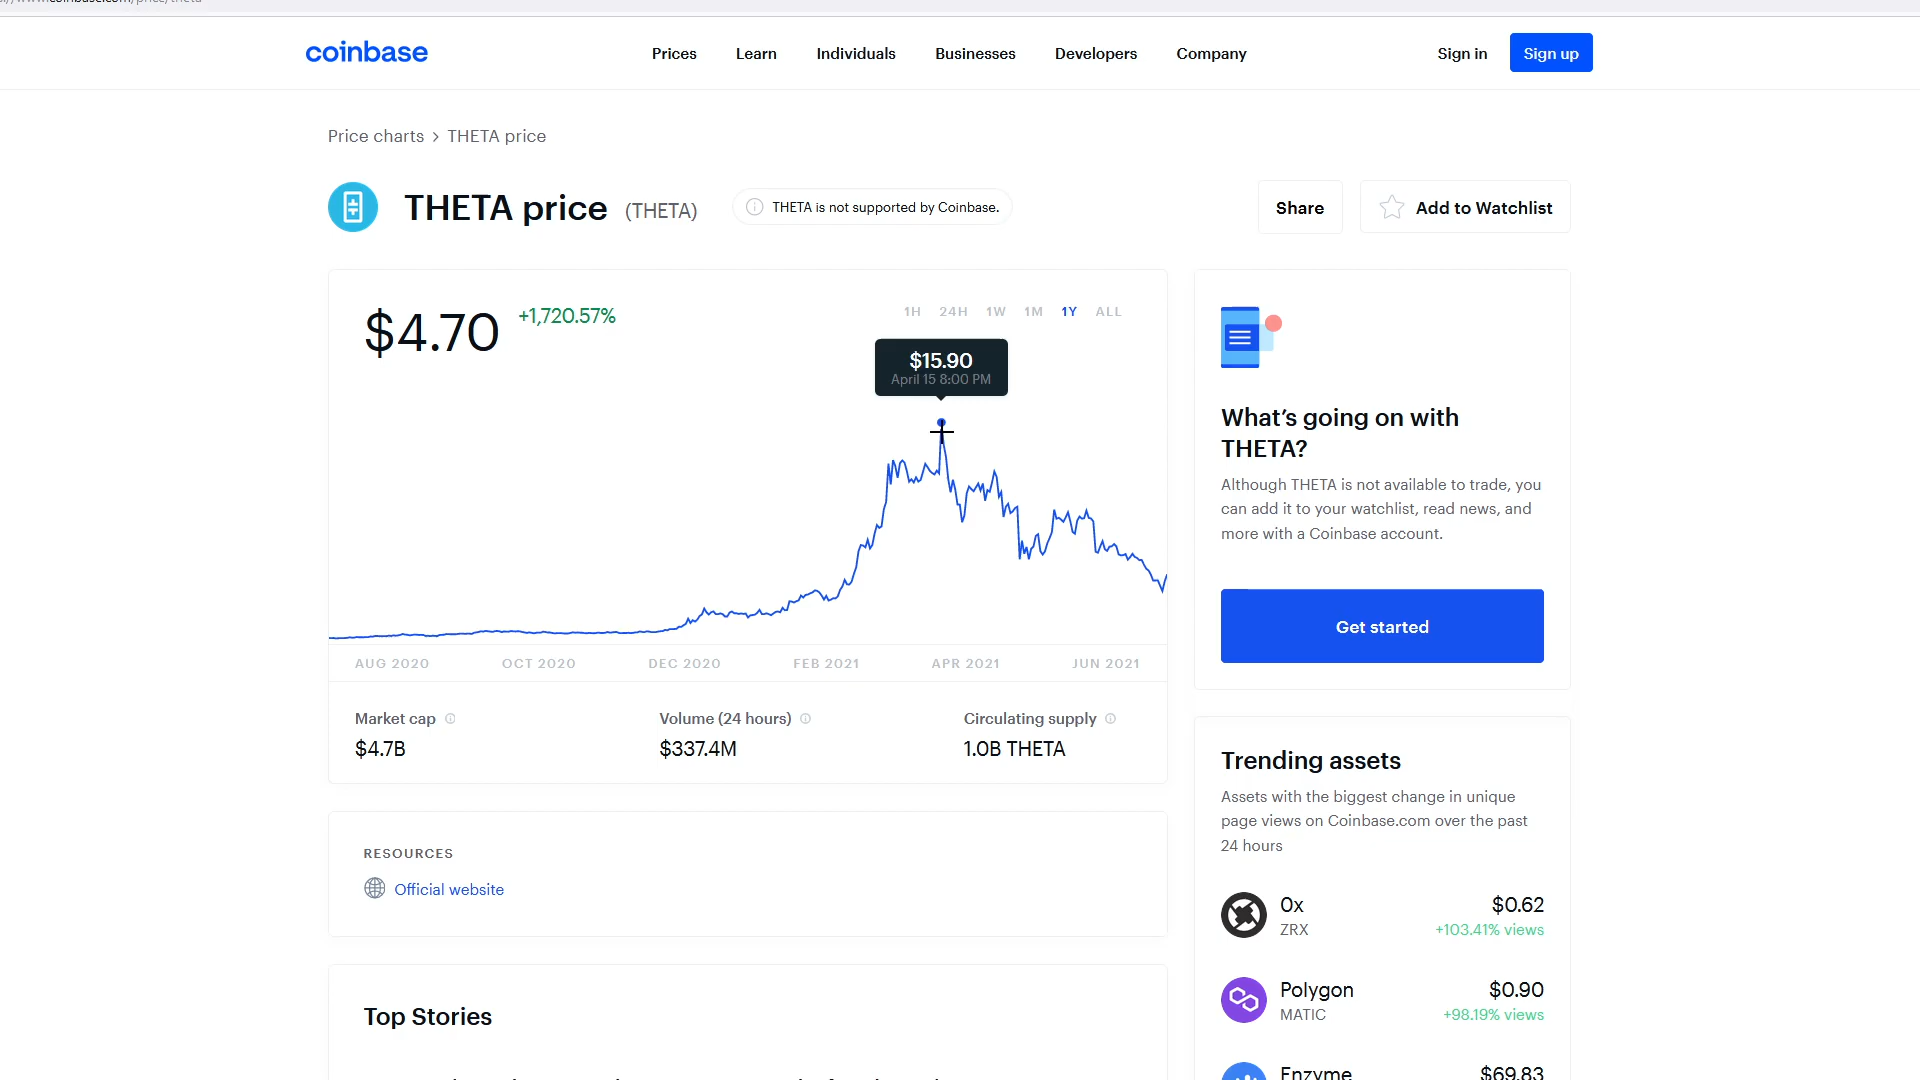 coinbase
Prices
Learn
Individuals
Businesses
Developers
Company
Sign in
Sign up
Price charts > THETA price
THETA price (THETA)
THETA is not supported by Coinbase.
Share
Add to Watchlist
$4.70 +1,720.57%
1H 24H 1W 1M 1Y ALL
$15.90
April 15 8:00 PM
AUG 2020 OCT 2020 DEC 2020 FEB 2021 APR 2021 JUN 2021
Market cap
$4.7B
Volume (24 hours)
$337.4M
Circulating supply
1.0B THETA
RESOURCES
Official website
Top Stories
What's going on with
THETA?
Although THETA is not available to trade, you
can add it to your watchlist, read news, and
more with a Coinbase account.
Get started
Trending assets
Assets with the biggest change in unique
page views on Coinbase.com over the past
24 hours
0x $0.62
ZRX +103.41% views
Polygon $0.90
MATIC +98.19% views
Enzyme $69.83